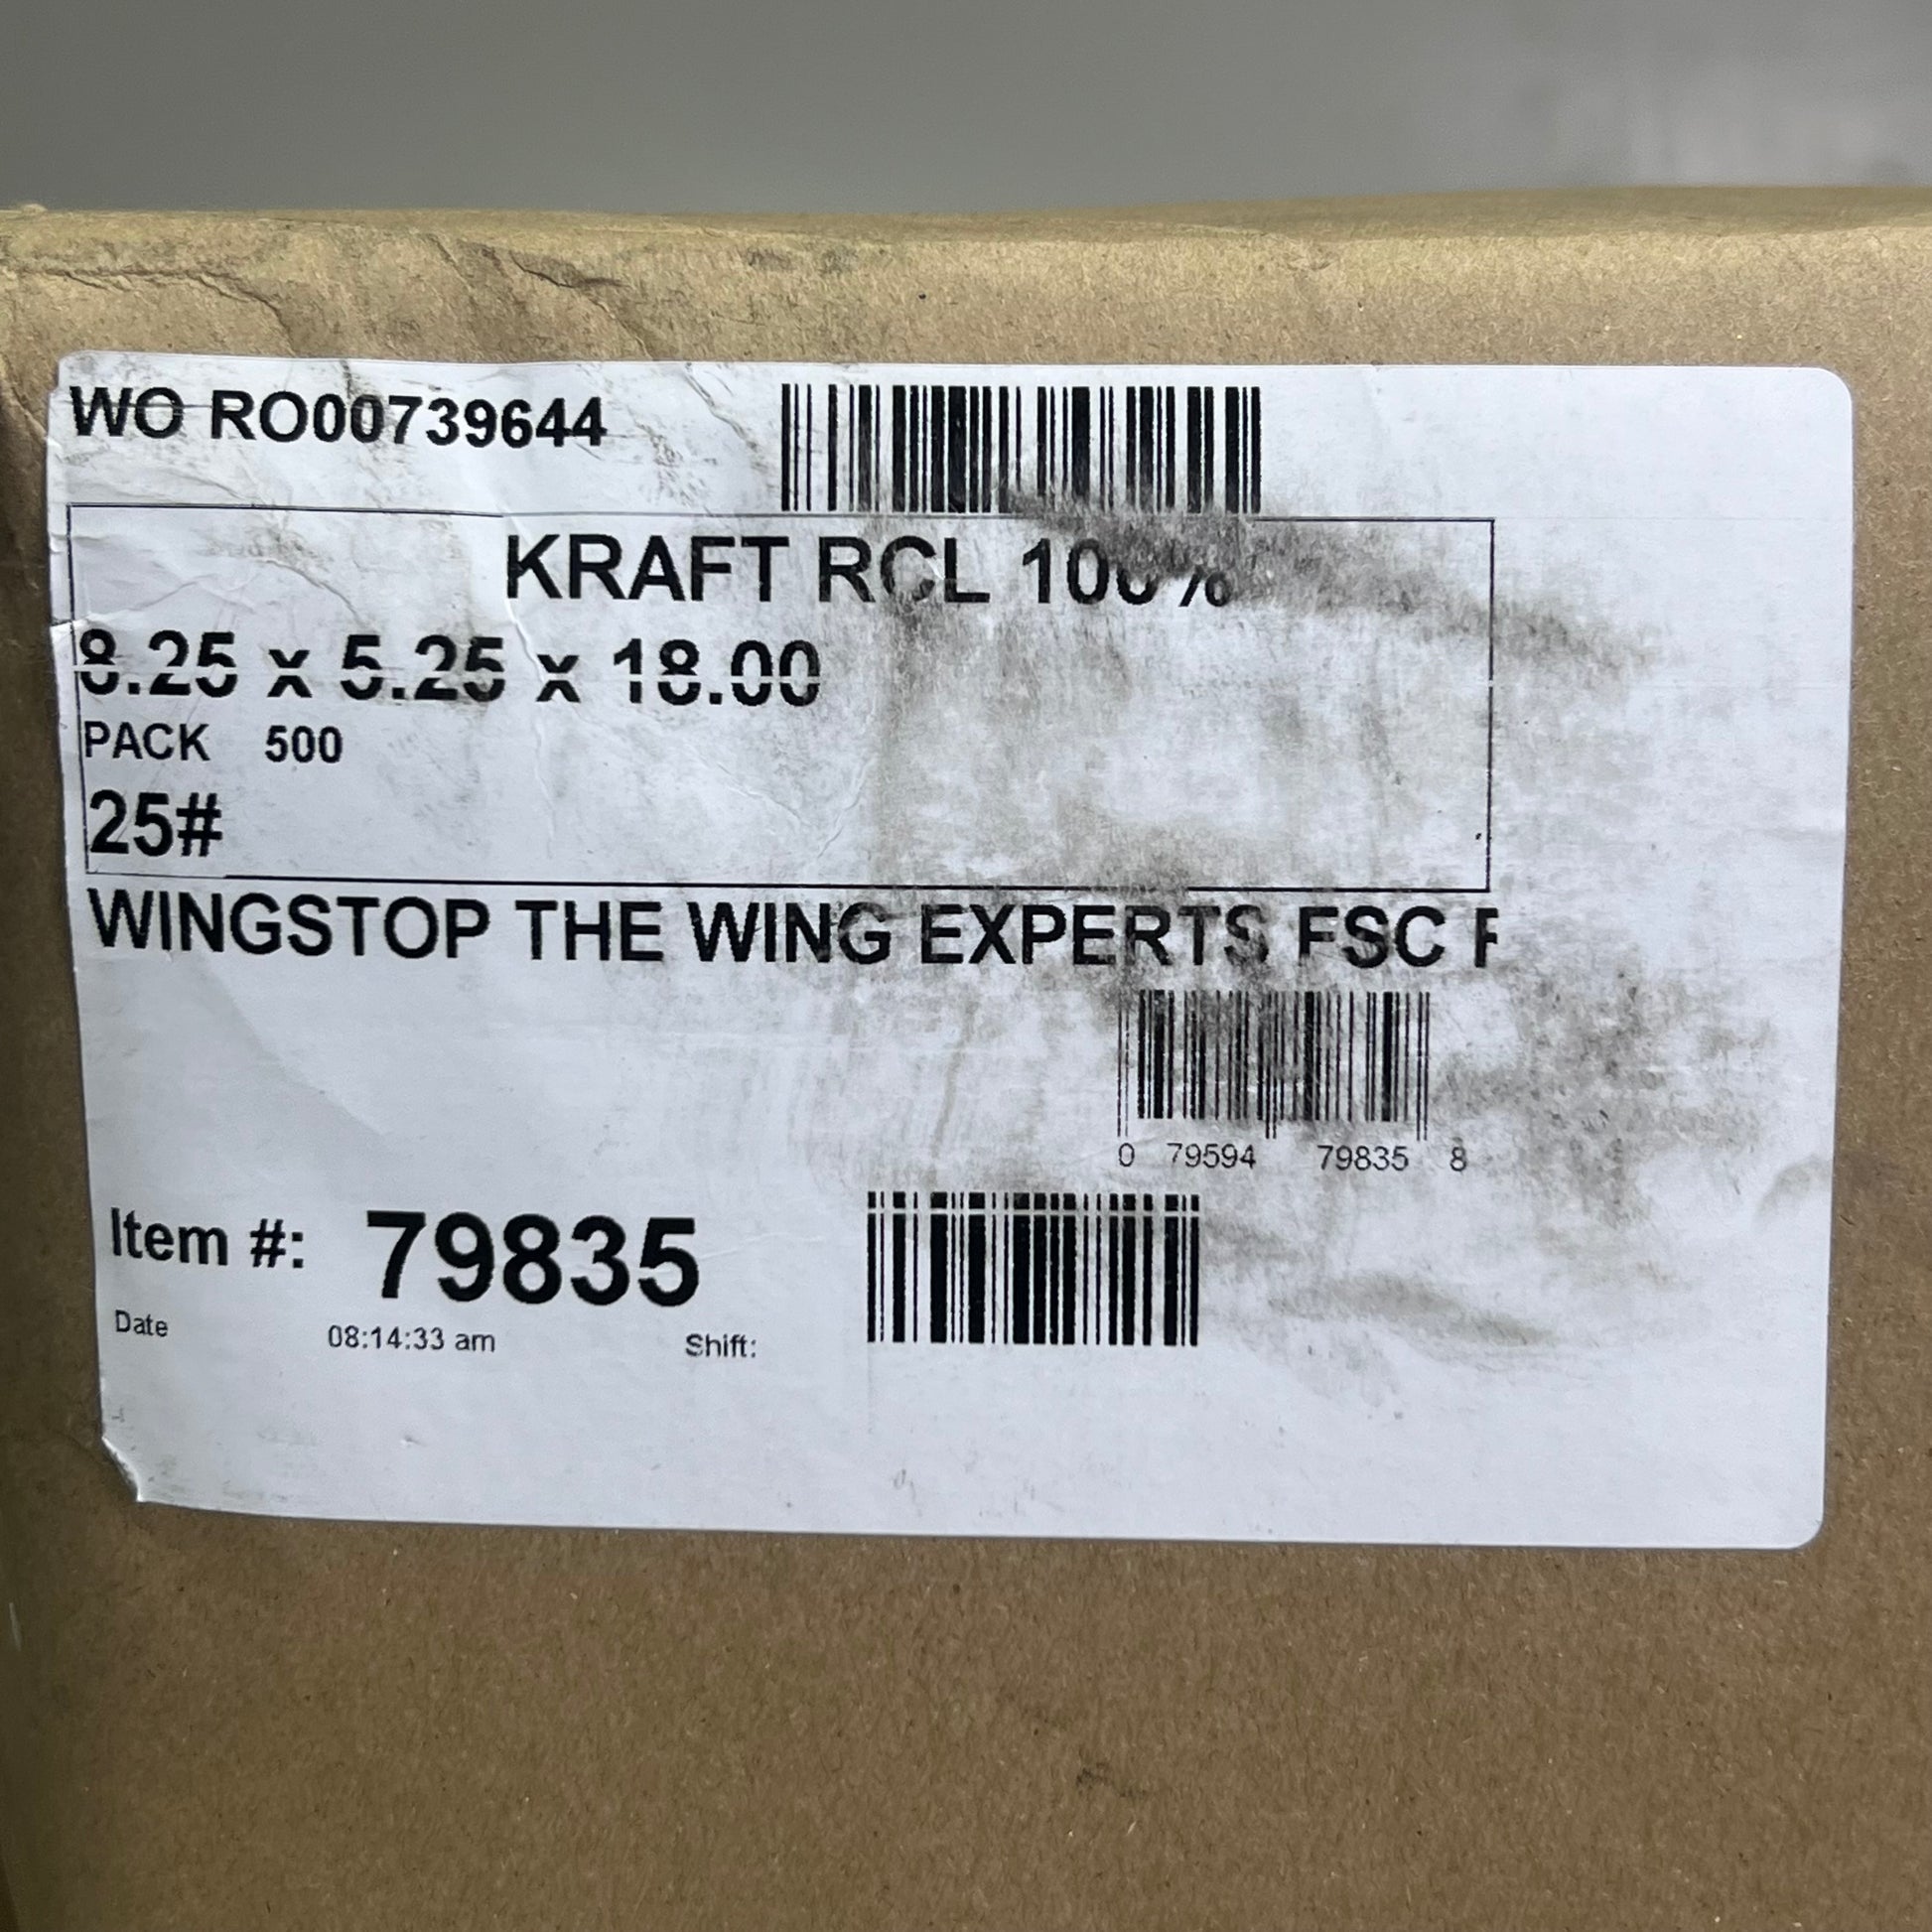 WO RO00739644
KRAFT RCL 100%
8.25 x 5.25 x 18.00
PACK 500
25#
WINGSTOP THE WING EXPERTS FSC
0 79594 79835 8
Item #: 79835
Date 08:14:33 am Shift: